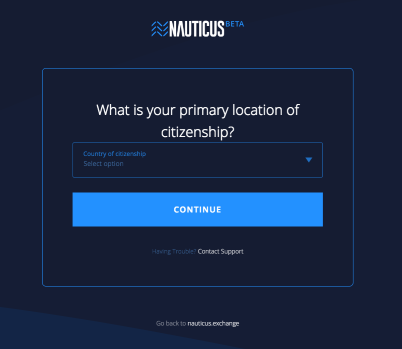 NAUTICUS BETA
What is your primary location of
citizenship?
Country of citizenship
Select option
CONTINUE
Having Trouble? Contact Support
Go back to nauticus.exchange